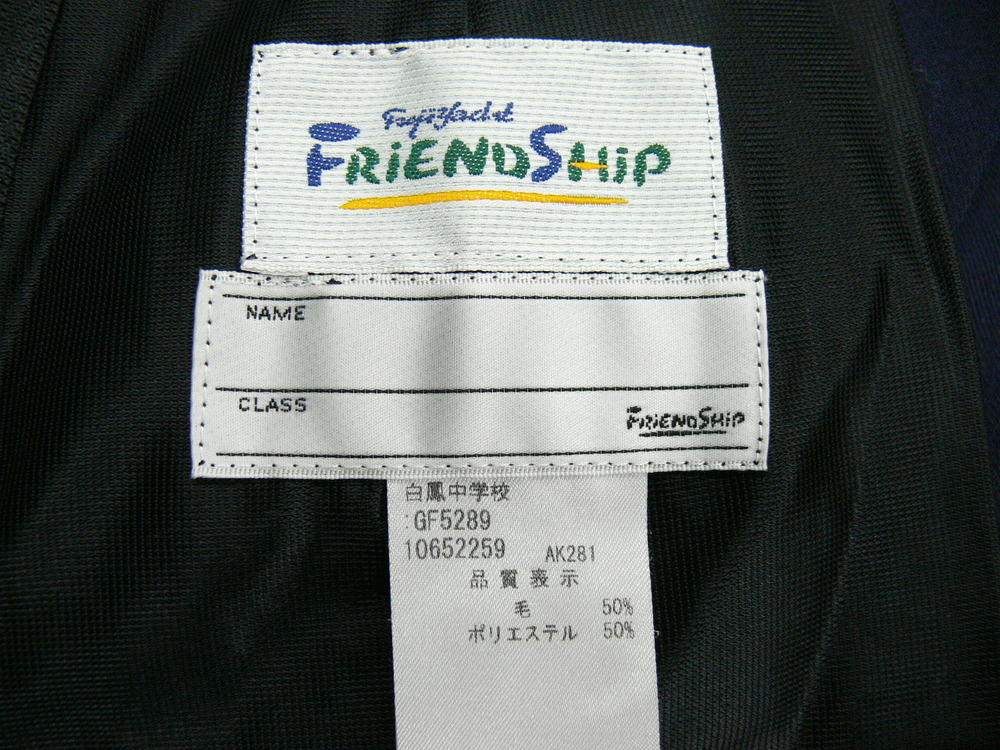 FujiYacht
FRiENDSHiP
NAME
CLASS
FRiENDSHiP
白鳳中学校
:GF5289
10652259 AK281
品質表示
毛 50%
ポリエステル 50%